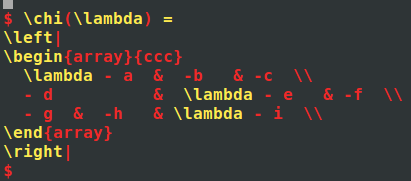 $ \chi(\lambda) =
\left|
\begin{array}{ccc}
  \lambda - a  &  -b   & -c  \\
  - d          &  \lambda - e   & -f  \\
  - g  &  -h   & \lambda - i  \\
\end{array}
\right|
$